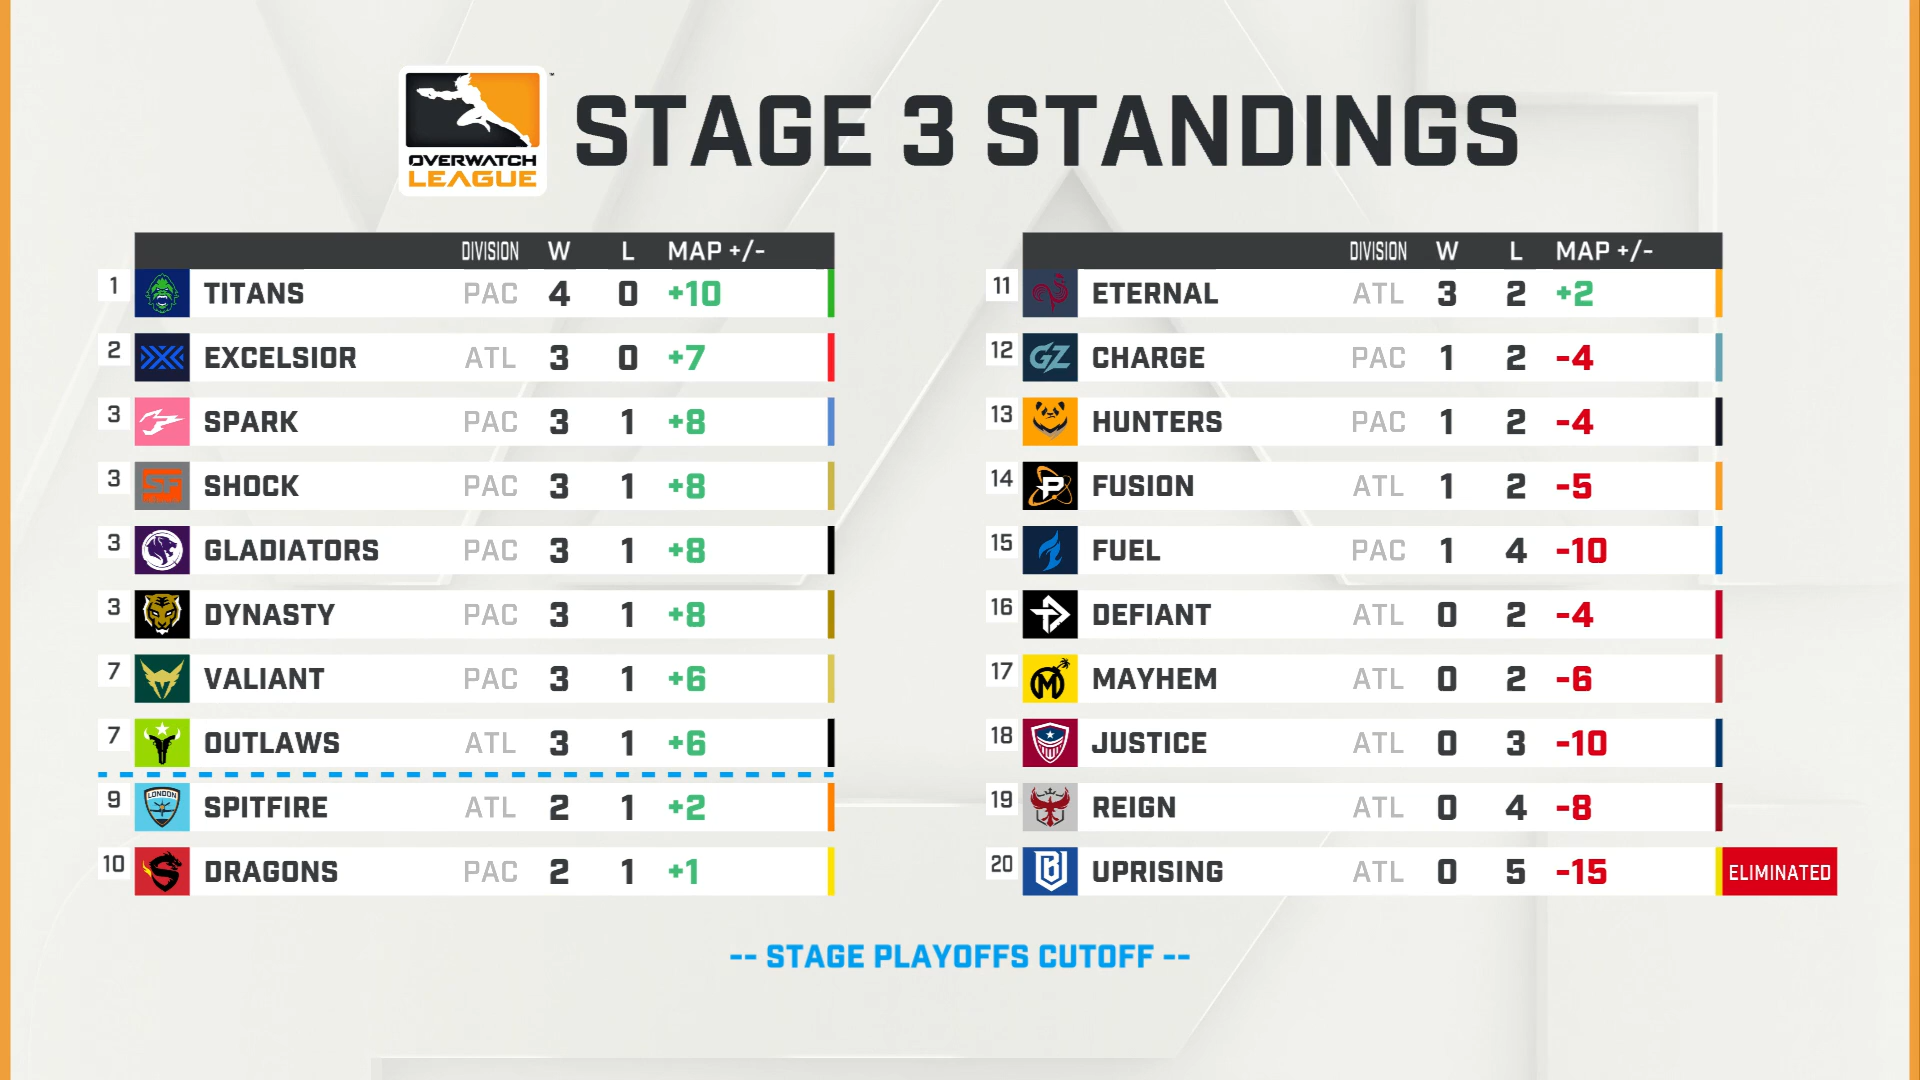 OVERWATCH
LEAGUE
™
STAGE 3 STANDINGS
DIVISION W L MAP +/-
1 TITANS PAC 4 0 +10
2 EXCELSIOR ATL 3 0 +7
3 SPARK PAC 3 1 +8
3 SF SHOCK PAC 3 1 +8
3 GLADIATORS PAC 3 1 +8
3 DYNASTY PAC 3 1 +8
7 VALIANT PAC 3 1 +6
7 OUTLAWS ATL 3 1 +6
9 LONDON SPITFIRE ATL 2 1 +2
10 S DRAGONS PAC 2 1 +1
DIVISION W L MAP +/-
11 ETERNAL ATL 3 2 +2
12 GZ CHARGE PAC 1 2 -4
13 HUNTERS PAC 1 2 -4
14 P FUSION ATL 1 2 -5
15 FUEL PAC 1 4 -10
16 DEFIANT ATL 0 2 -4
17 M MAYHEM ATL 0 2 -6
18 JUSTICE ATL 0 3 -10
19 REIGN ATL 0 4 -8
20 B UPRISING ATL 0 5 -15 ELIMINATED
-- STAGE PLAYOFFS CUTOFF --